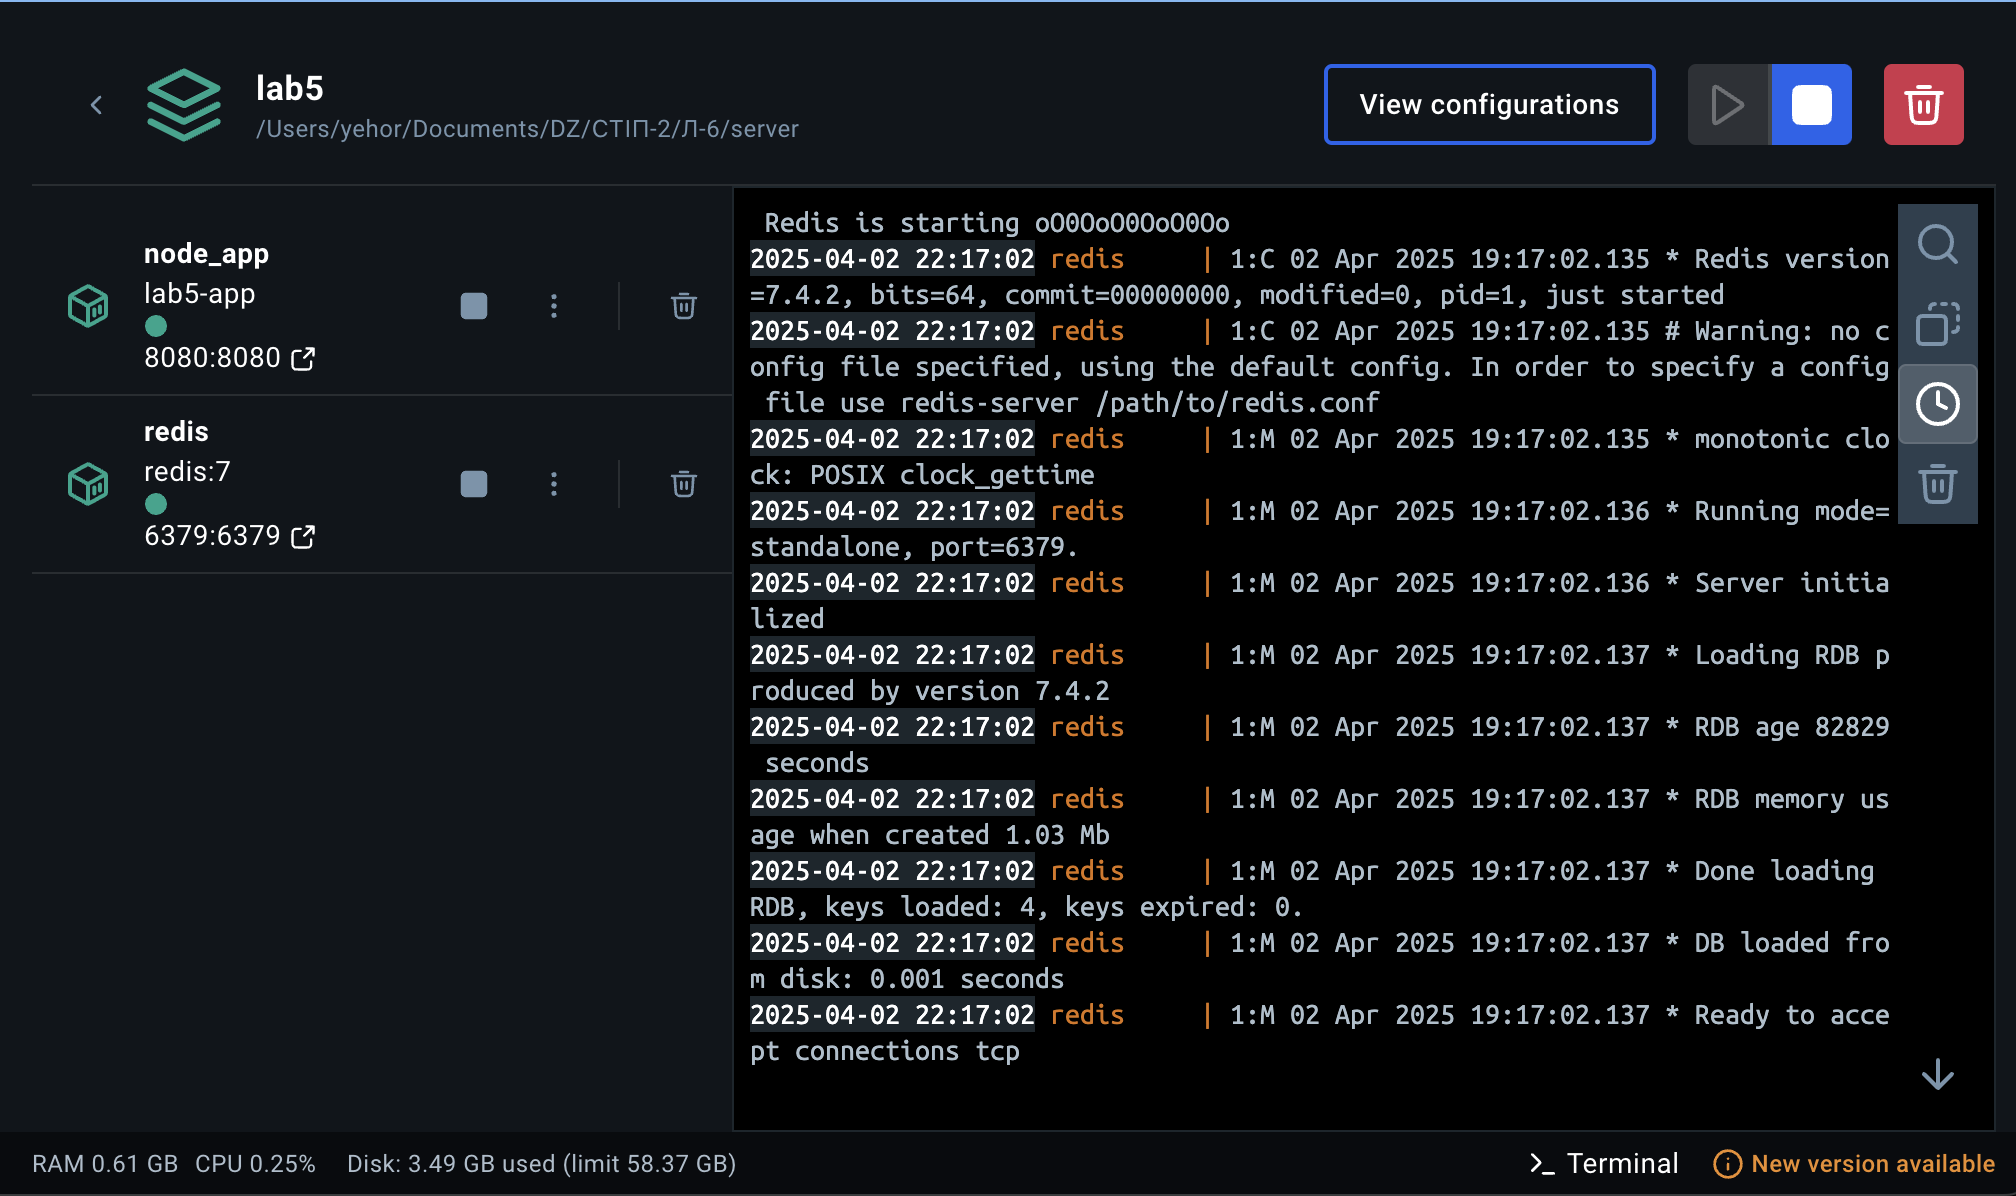 lab5
/Users/yehor/Documents/DZ/СТІП-2/Л-6/server
View configurations
node_app
lab5-app
8080:8080
redis
redis:7
6379:6379
Redis is starting oO0OoO0OoO0Oo
2025-04-02 22:17:02 redis | 1:C 02 Apr 2025 19:17:02.135 * Redis version
=7.4.2, bits=64, commit=00000000, modified=0, pid=1, just started
2025-04-02 22:17:02 redis | 1:C 02 Apr 2025 19:17:02.135 # Warning: no c
onfig file specified, using the default config. In order to specify a config
file use redis-server /path/to/redis.conf
2025-04-02 22:17:02 redis | 1:M 02 Apr 2025 19:17:02.135 * monotonic clo
ck: POSIX clock_gettime
2025-04-02 22:17:02 redis | 1:M 02 Apr 2025 19:17:02.136 * Running mode=
standalone, port=6379.
2025-04-02 22:17:02 redis | 1:M 02 Apr 2025 19:17:02.136 * Server initia
lized
2025-04-02 22:17:02 redis | 1:M 02 Apr 2025 19:17:02.137 * Loading RDB p
roduced by version 7.4.2
2025-04-02 22:17:02 redis | 1:M 02 Apr 2025 19:17:02.137 * RDB age 82829
seconds
2025-04-02 22:17:02 redis | 1:M 02 Apr 2025 19:17:02.137 * RDB memory us
age when created 1.03 Mb
2025-04-02 22:17:02 redis | 1:M 02 Apr 2025 19:17:02.137 * Done loading
RDB, keys loaded: 4, keys expired: 0.
2025-04-02 22:17:02 redis | 1:M 02 Apr 2025 19:17:02.137 * DB loaded fro
m disk: 0.001 seconds
2025-04-02 22:17:02 redis | 1:M 02 Apr 2025 19:17:02.137 * Ready to acce
pt connections tcp
RAM 0.61 GB CPU 0.25% Disk: 3.49 GB used (limit 58.37 GB)
Terminal
New version available